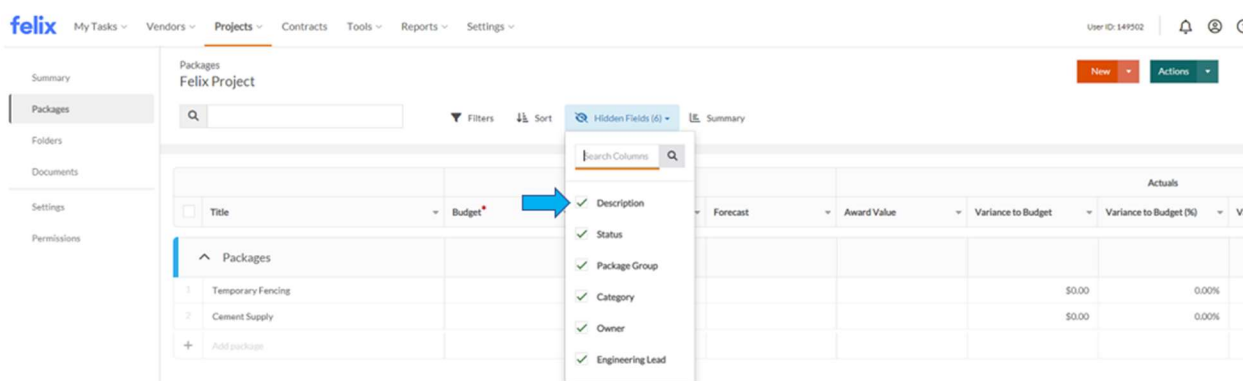 felix
My Tasks
Vendors
Projects
Contracts
Tools
Reports
Settings
User ID: 149502
Summary
Packages
Folders
Documents
Settings
Permissions
Packages
Felix Project
New
Actions
Filters
Sort
Hidden Fields (6)
Summary
Search Columns
Description
Status
Package Group
Category
Owner
Engineering Lead
Actuals
Title
Budget*
Forecast
Award Value
Variance to Budget
Variance to Budget (%)
V
Packages
1 Temporary Fencing $0.00 0.00%
2 Cement Supply $0.00 0.00%
+ Add package